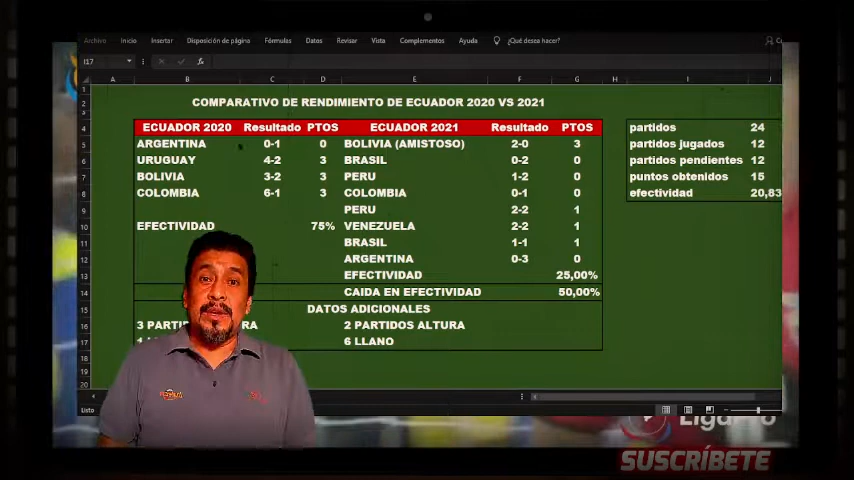 Archivo Inicio Insertar Disposición de página Fórmulas Datos Revisar Vista Complementos Ayuda ¿Qué desea hacer?
I17 fx
A B C D E F G H I J
COMPARATIVO DE RENDIMIENTO DE ECUADOR 2020 VS 2021
ECUADOR 2020 Resultado PTOS ECUADOR 2021 Resultado PTOS partidos 24
ARGENTINA 0-1 0 BOLIVIA (AMISTOSO) 2-0 3 partidos jugados 12
URUGUAY 4-2 3 BRASIL 0-2 0 partidos pendientes 12
BOLIVIA 3-2 3 PERU 1-2 0 puntos obtenidos 15
COLOMBIA 6-1 3 COLOMBIA 0-1 0 efectividad 20,83
PERU 2-2 1
EFECTIVIDAD 75% VENEZUELA 2-2 1
BRASIL 1-1 1
ARGENTINA 0-3 0
EFECTIVIDAD 25,00%
CAIDA EN EFECTIVIDAD 50,00%
DATOS ADICIONALES
3 PARTI 2 PARTIDOS ALTURA
6 LLANO
Listo
SUSCRÍBETE